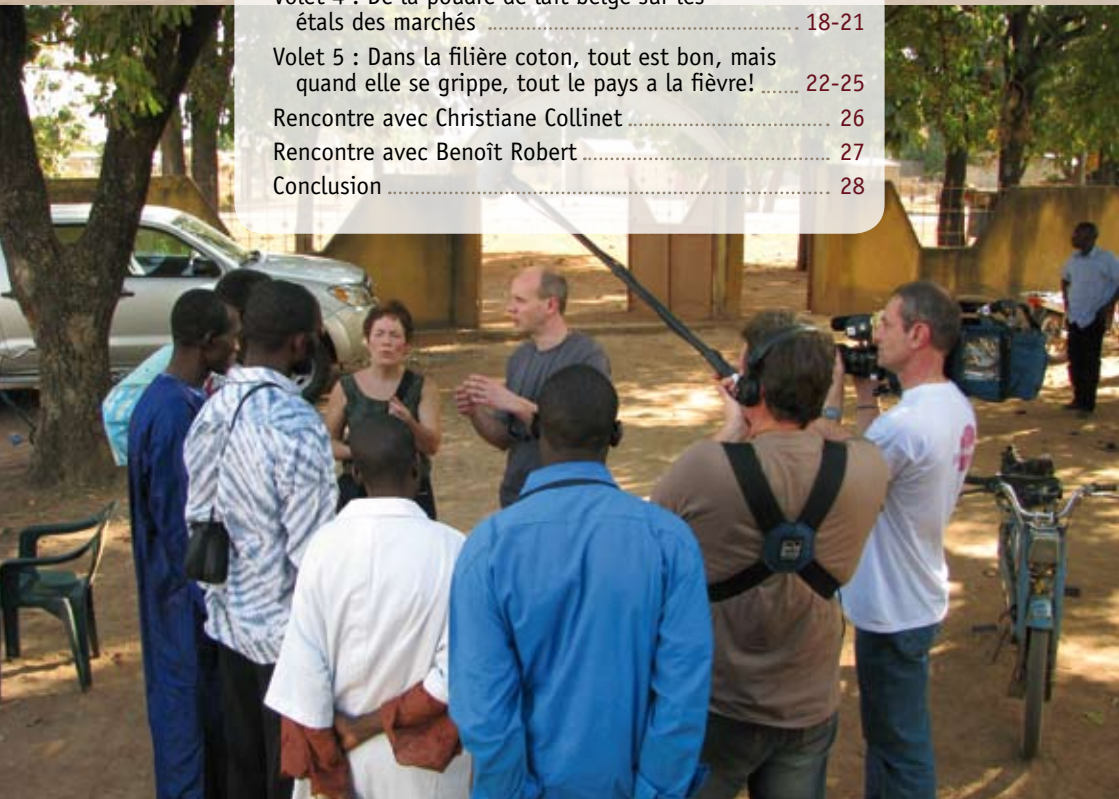 Volet 4 : De la poudre de lait belge sur les
étals des marchés 18-21
Volet 5 : Dans la filière coton, tout est bon, mais
quand elle se grippe, tout le pays a la fièvre! 22-25
Rencontre avec Christiane Collinet 26
Rencontre avec Benoît Robert 27
Conclusion 28